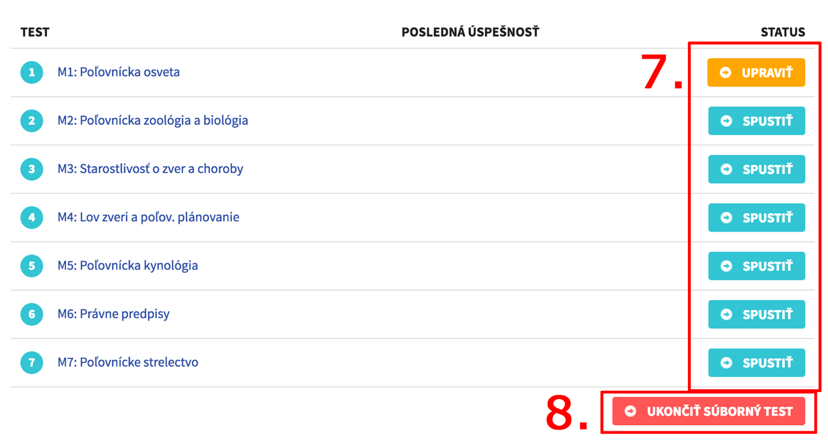 TEST POSLEDNÁ ÚSPEŠNOSŤ STATUS
7.
1 M1: Poľovnícka osveta UPRAVIŤ
2 M2: Poľovnícka zoológia a biológia SPUSTIŤ
3 M3: Starostlivosť o zver a choroby SPUSTIŤ
4 M4: Lov zveri a poľov. plánovanie SPUSTIŤ
5 M5: Poľovnícka kynológia SPUSTIŤ
6 M6: Právne predpisy SPUSTIŤ
7 M7: Poľovnícke strelectvo SPUSTIŤ
8. UKONČIŤ SÚBORNÝ TEST